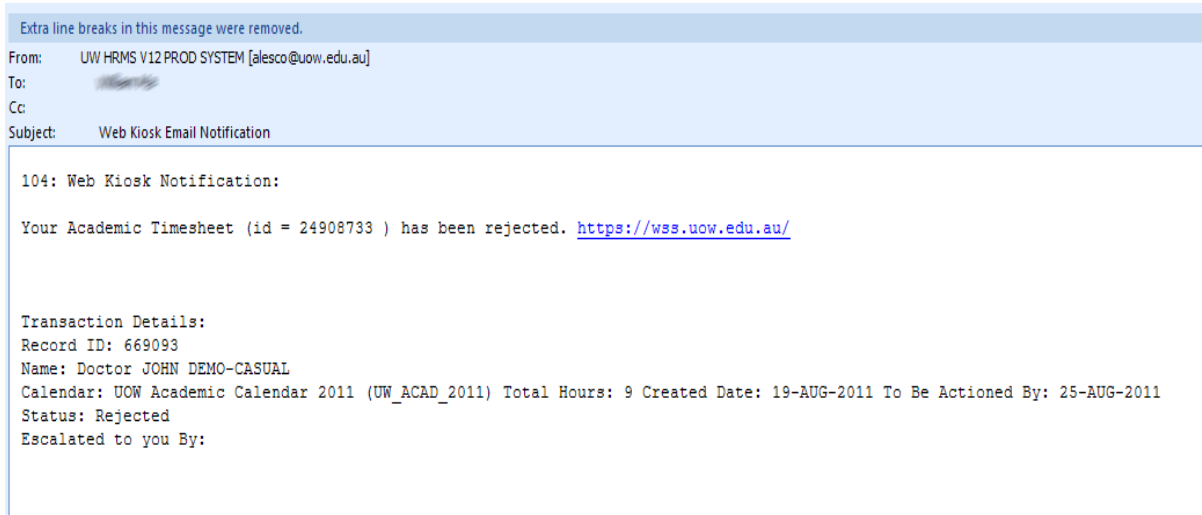 Extra line breaks in this message were removed.
From: UW HRMS V12 PROD SYSTEM [alesco@uow.edu.au]
To:
Cc:
Subject: Web Kiosk Email Notification
104: Web Kiosk Notification:
Your Academic Timesheet (id = 24908733 ) has been rejected. https://wss.uow.edu.au/
Transaction Details:
Record ID: 669093
Name: Doctor JOHN DEMO-CASUAL
Calendar: UOW Academic Calendar 2011 (UW_ACAD_2011) Total Hours: 9 Created Date: 19-AUG-2011 To Be Actioned By: 25-AUG-2011
Status: Rejected
Escalated to you By: